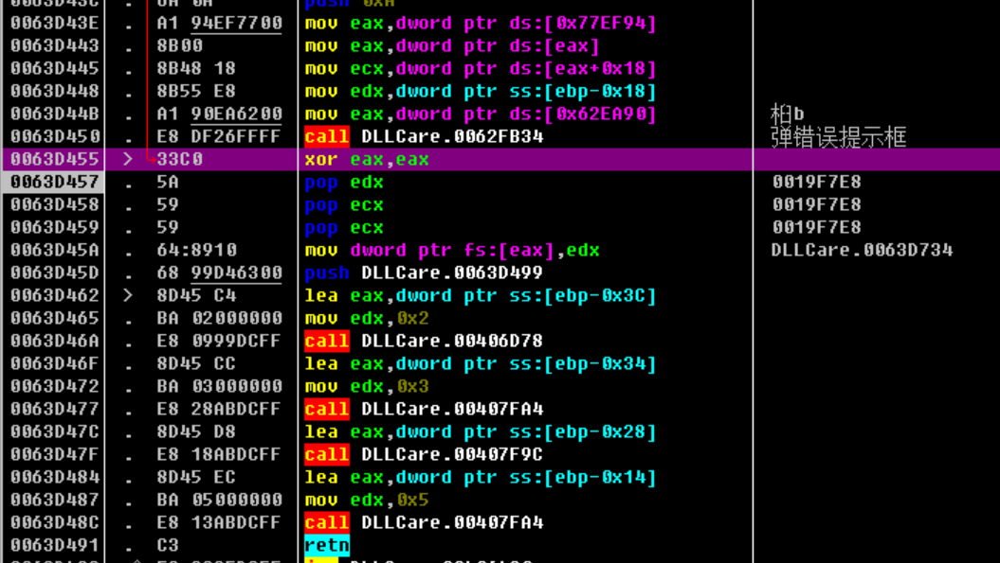 0063D43C . 6A 0A push 0xA
0063D43E . A1 94EF7700 mov eax,dword ptr ds:[0x77EF94]
0063D443 . 8B00 mov eax,dword ptr ds:[eax]
0063D445 . 8B48 18 mov ecx,dword ptr ds:[eax+0x18]
0063D448 . 8B55 E8 mov edx,dword ptr ss:[ebp-0x18]
0063D44B . A1 90EA6200 mov eax,dword ptr ds:[0x62EA90] b
0063D450 . E8 DF26FFFF call DLLCare.0062FB34 弹错误提示框
0063D455 > 33C0 xor eax,eax
0063D457 . 5A pop edx 0019F7E8
0063D458 . 59 pop ecx 0019F7E8
0063D459 . 59 pop ecx 0019F7E8
0063D45A . 64:8910 mov dword ptr fs:[eax],edx DLLCare.0063D734
0063D45D . 68 99D46300 push DLLCare.0063D499
0063D462 > 8D45 C4 lea eax,dword ptr ss:[ebp-0x3C]
0063D465 . BA 02000000 mov edx,0x2
0063D46A . E8 0999DCFF call DLLCare.00406D78
0063D46F . 8D45 CC lea eax,dword ptr ss:[ebp-0x34]
0063D472 . BA 03000000 mov edx,0x3
0063D477 . E8 28ABDCFF call DLLCare.00407FA4
0063D47C . 8D45 D8 lea eax,dword ptr ss:[ebp-0x28]
0063D47F . E8 18ABDCFF call DLLCare.00407F9C
0063D484 . 8D45 EC lea eax,dword ptr ss:[ebp-0x14]
0063D487 . BA 05000000 mov edx,0x5
0063D48C . E8 13ABDCFF call DLLCare.00407FA4
0063D491 . C3 retn